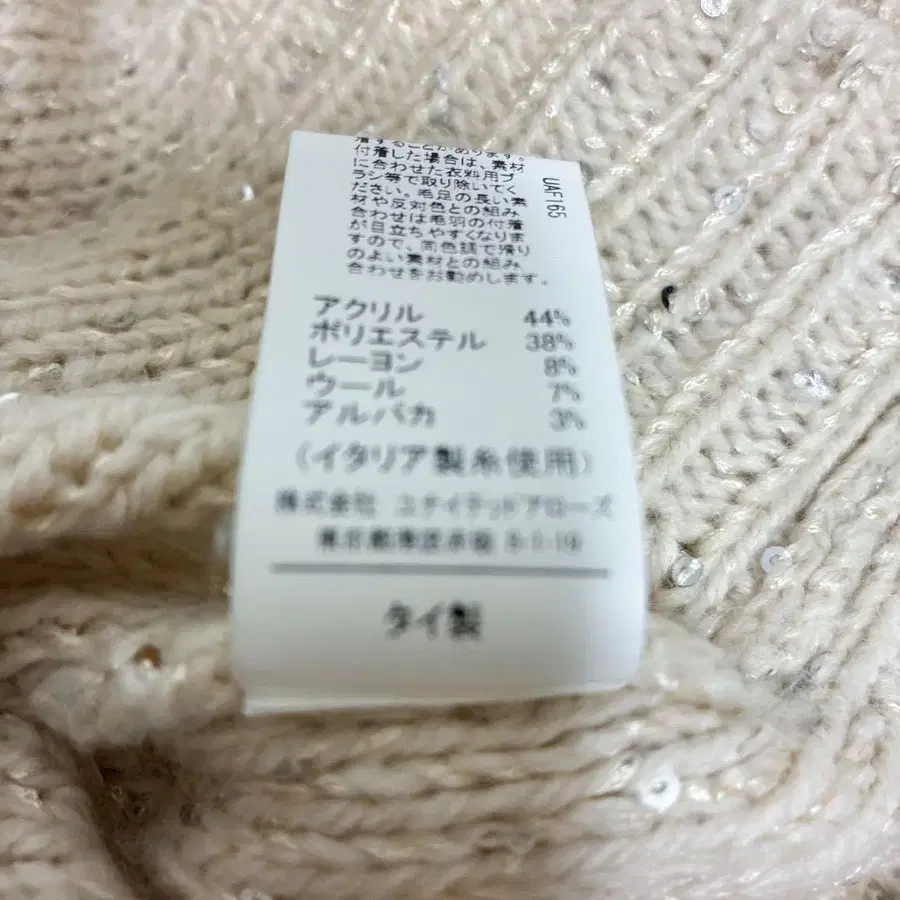 着することがあります。
付着した場合は、素材
に合わせた衣料用ブ
ラシ等で取り除いてく
ださい。毛足の長い素
材や反対色との組み
合わせは毛羽の付着
が目立ちやすくなりま
すので、同色調で滑り
のよい素材との組み
合わせをお勧めします。
UAF165
アクリル 44%
ポリエステル 38%
レーヨン 8%
ウール 7%
アルパカ 3%
(イタリア製糸使用)
株式会社 ユナイテッドアローズ
タイ製